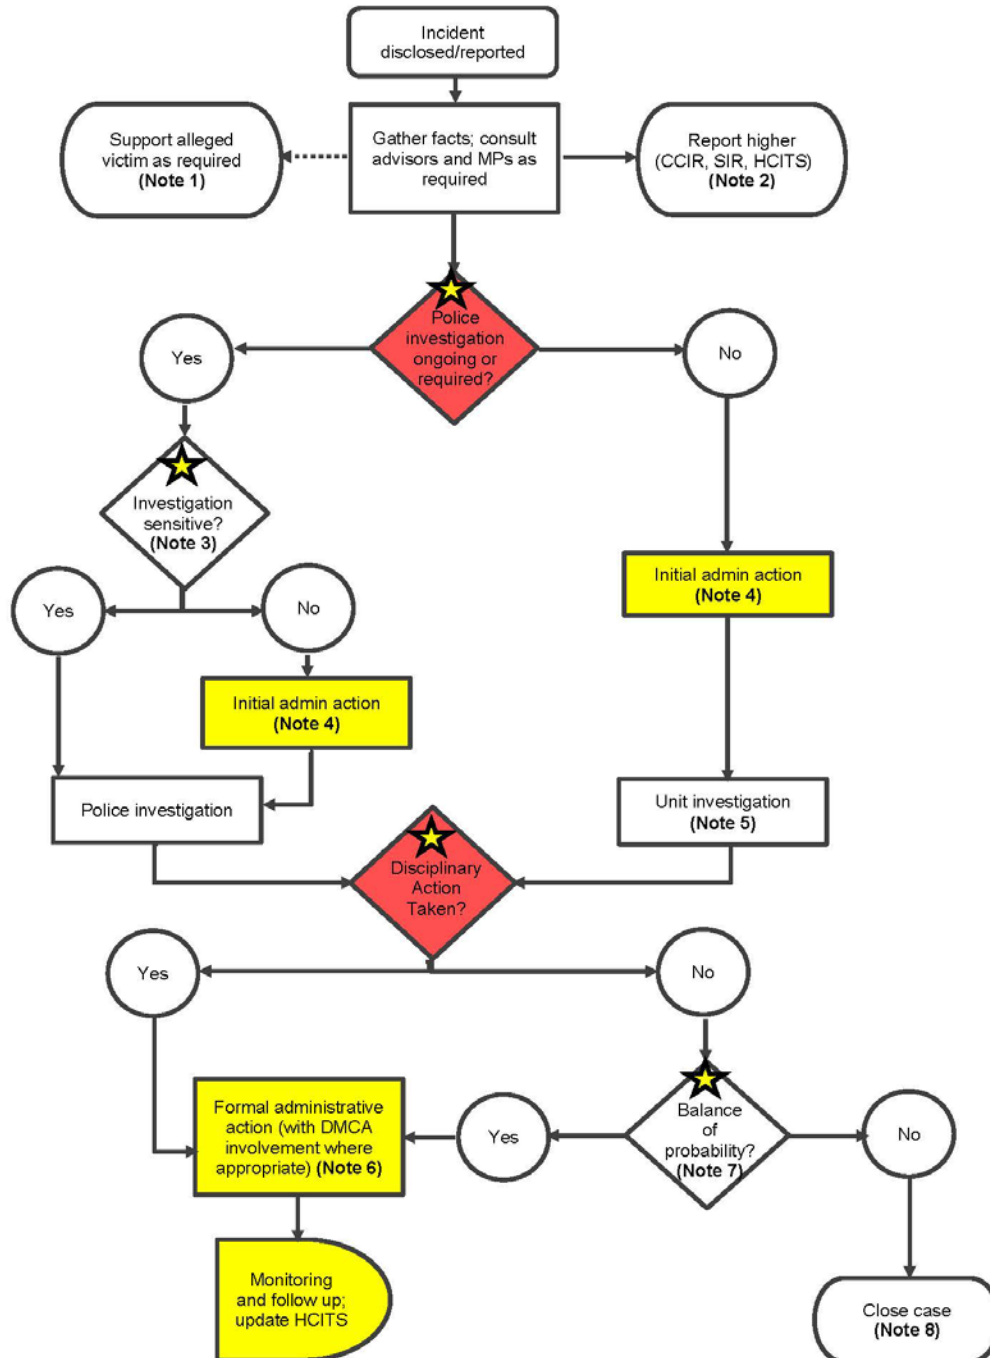 Incident
disclosed/reported
Support alleged
victim as required
(Note 1)
Gather facts; consult
advisors and MPs as
required
Report higher
(CCIR, SIR, HCITS)
(Note 2)
Police
investigation
ongoing or
required?
Yes
No
Investigation
sensitive?
(Note 3)
Yes
No
Initial admin action
(Note 4)
Initial admin action
(Note 4)
Police investigation
Unit investigation
(Note 5)
Disciplinary
Action
Taken?
Yes
No
Formal administrative
action (with DMCA
involvement where
appropriate) (Note 6)
Yes
Balance
of
probability?
(Note 7)
No
Monitoring
and follow up;
update HCITS
Close case
(Note 8)